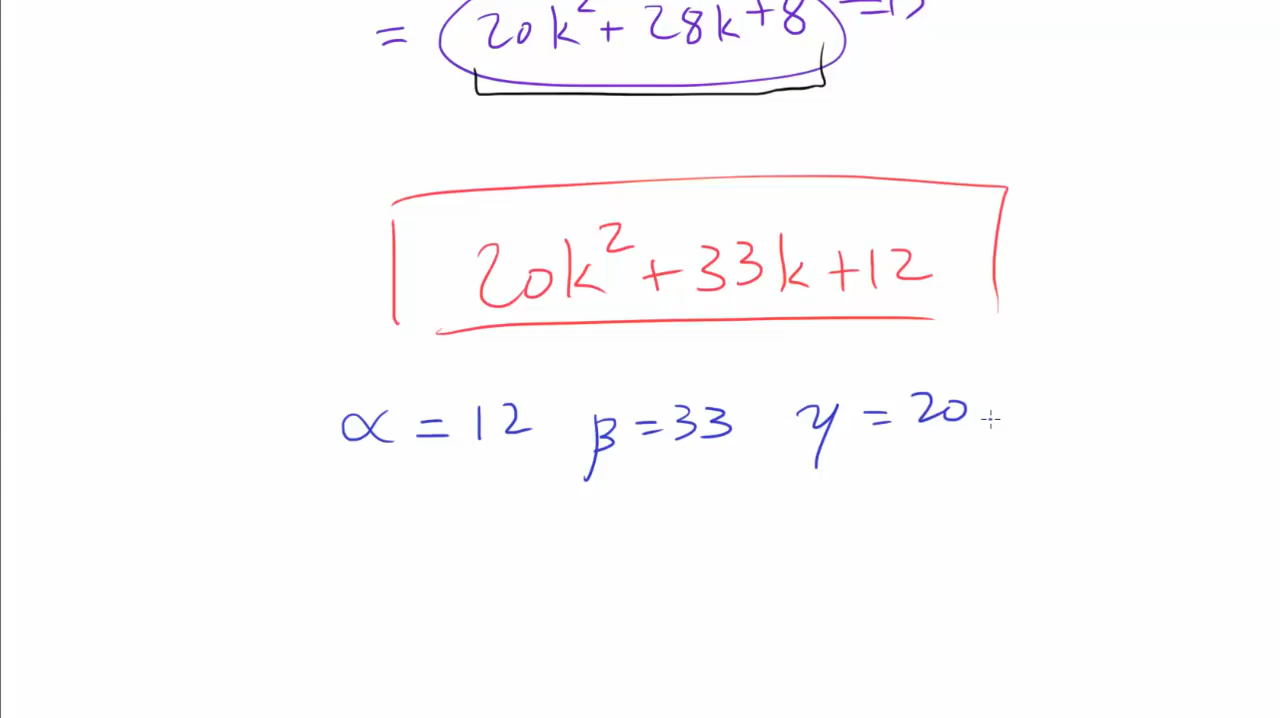 = 20k² + 28k + 8
20k² + 33k + 12
α = 12 β = 33 γ = 20